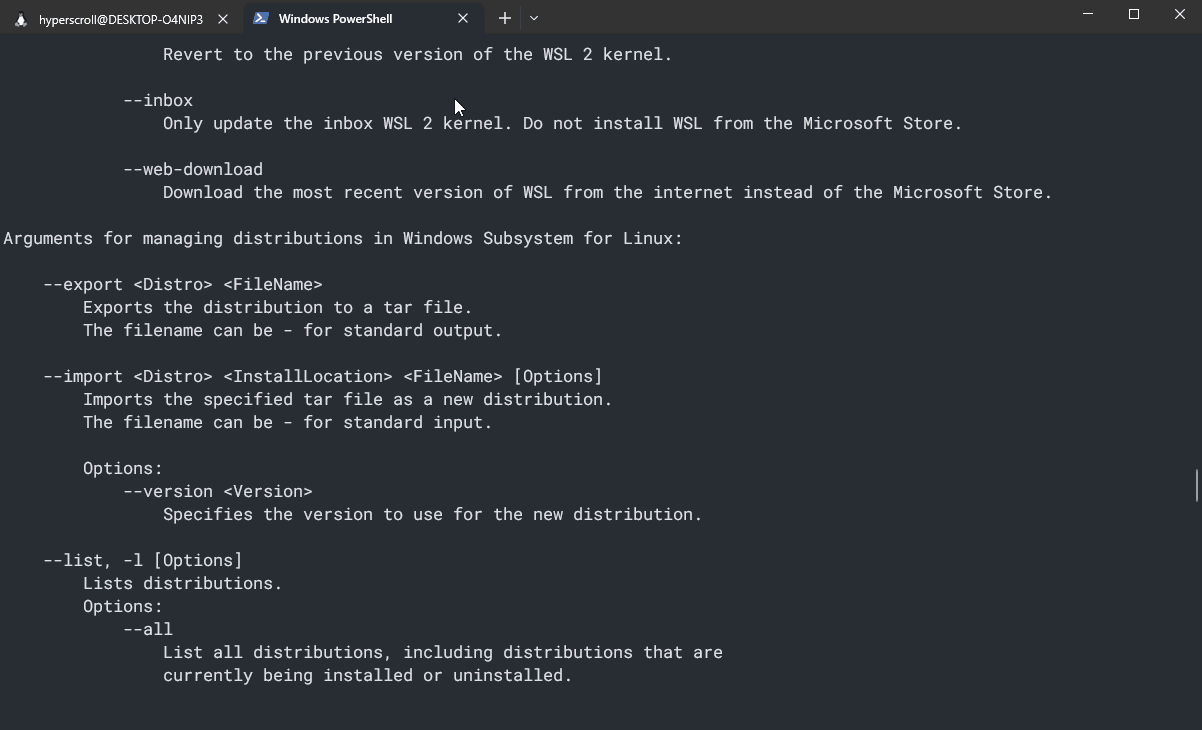 hyperscroll@DESKTOP-O4NIP3
Windows PowerShell
Revert to the previous version of the WSL 2 kernel.
--inbox
Only update the inbox WSL 2 kernel. Do not install WSL from the Microsoft Store.
--web-download
Download the most recent version of WSL from the internet instead of the Microsoft Store.
Arguments for managing distributions in Windows Subsystem for Linux:
--export <Distro> <FileName>
Exports the distribution to a tar file.
The filename can be - for standard output.
--import <Distro> <InstallLocation> <FileName> [Options]
Imports the specified tar file as a new distribution.
The filename can be - for standard input.
Options:
--version <Version>
Specifies the version to use for the new distribution.
--list, -l [Options]
Lists distributions.
Options:
--all
List all distributions, including distributions that are
currently being installed or uninstalled.